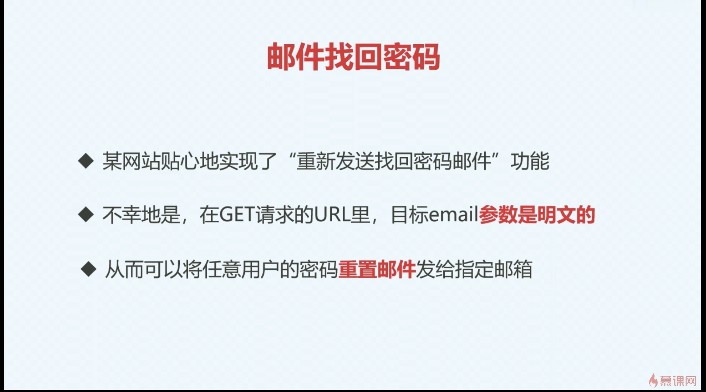 邮件找回密码
◆ 某网站贴心地实现了“重新发送找回密码邮件”功能
◆ 不幸地是，在GET请求的URL里，目标email参数是明文的
◆ 从而可以将任意用户的密码重置邮件发给指定邮箱
慕课网